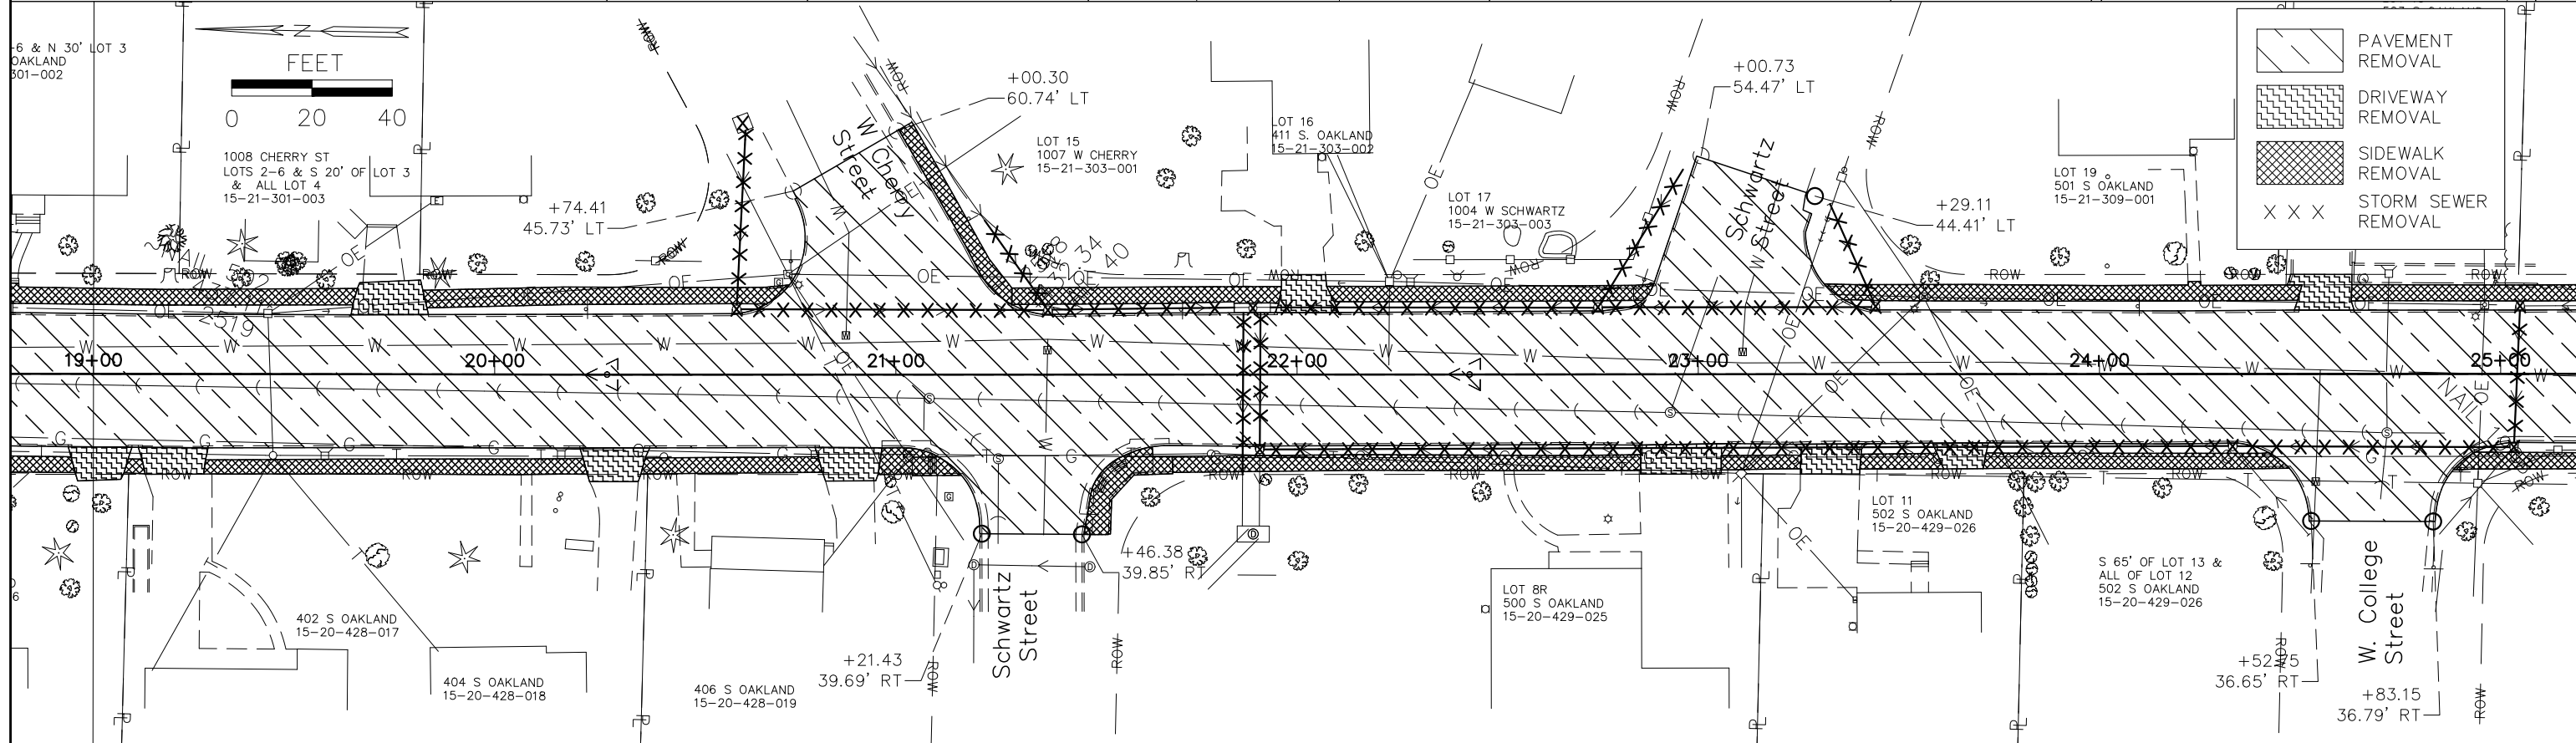 -6 & N 30' LOT 3
OAKLAND
301-002
N
FEET
0 20 40
1008 CHERRY ST
LOTS 2-6 & S 20' OF LOT 3
& ALL LOT 4
15-21-301-003
+74.41
45.73' LT
W Cherry
Street
+00.30
60.74' LT
LOT 15
1007 W CHERRY
15-21-303-001
LOT 16
411 S. OAKLAND
15-21-303-002
LOT 17
1004 W SCHWARTZ
15-21-303-003
+00.73
54.47' LT
Schwartz
W Street
+29.11
44.41' LT
LOT 19
501 S OAKLAND
15-21-309-001
PAVEMENT
REMOVAL
DRIVEWAY
REMOVAL
SIDEWALK
REMOVAL
X X X STORM SEWER
REMOVAL
ROW
OE
19+00
20+00
21+00
22+00
23+00
24+00
25+00
2519
NAIL
402 S OAKLAND
15-20-428-017
404 S OAKLAND
15-20-428-018
406 S OAKLAND
15-20-428-019
+21.43
39.69' RT
Schwartz
Street
+46.38
39.85' RT
LOT 8R
500 S OAKLAND
15-20-429-025
LOT 11
502 S OAKLAND
15-20-429-026
S 65' OF LOT 13 &
ALL OF LOT 12
502 S OAKLAND
15-20-429-026
+52.75
36.65' RT
W. College
Street
+83.15
36.79' RT